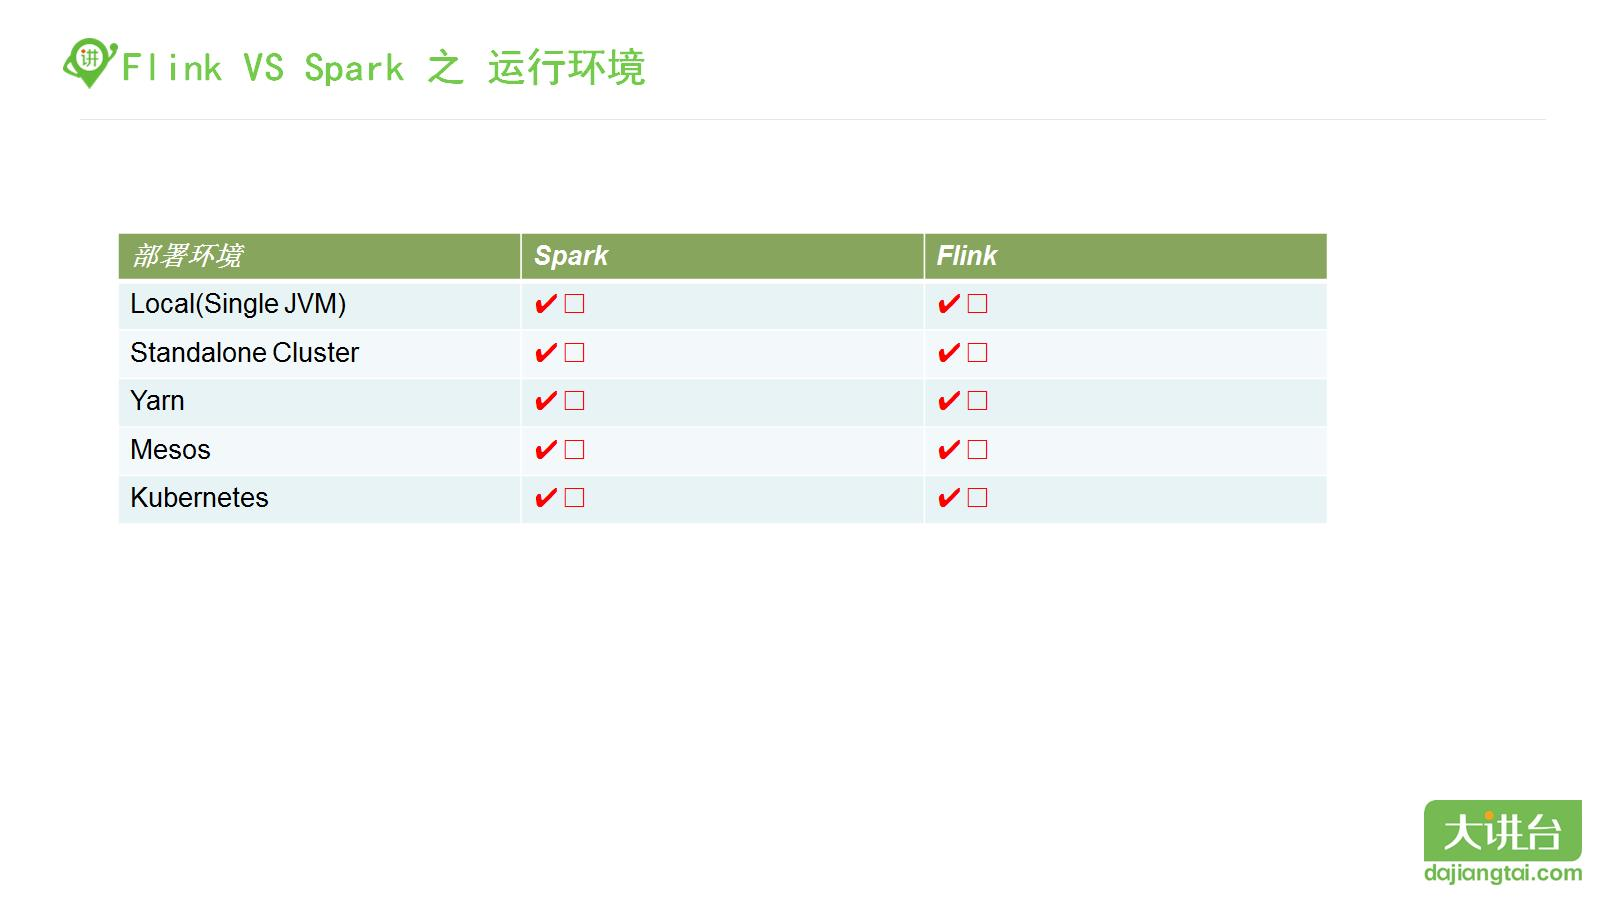 讲
Flink VS Spark 之 运行环境
部署环境 Spark Flink
Local(Single JVM) ✔□ ✔□
Standalone Cluster ✔□ ✔□
Yarn ✔□ ✔□
Mesos ✔□ ✔□
Kubernetes ✔□ ✔□
大讲台
dajiangtai.com